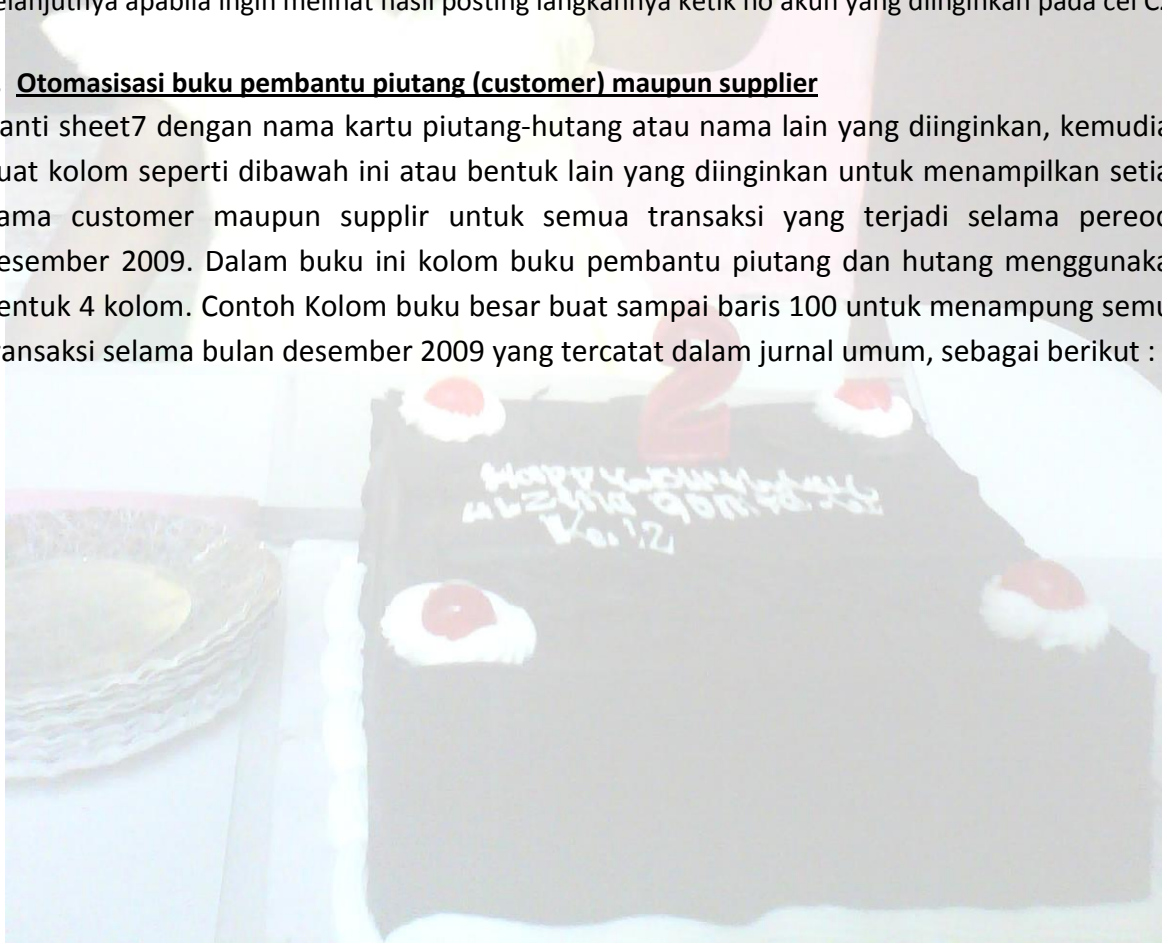 elanjutnya apabila ingin melihat hasil posting langkahnya ketik no akun yang diinginkan pada cel C2
. Otomasisasi buku pembantu piutang (customer) maupun supplier
anti sheet7 dengan nama kartu piutang-hutang atau nama lain yang diinginkan, kemudia
uat kolom seperti dibawah ini atau bentuk lain yang diinginkan untuk menampilkan setia
ama customer maupun supplir untuk semua transaksi yang terjadi selama pereod
esember 2009. Dalam buku ini kolom buku pembantu piutang dan hutang menggunaka
entuk 4 kolom. Contoh Kolom buku besar buat sampai baris 100 untuk menampung semu
ransaksi selama bulan desember 2009 yang tercatat dalam jurnal umum, sebagai berikut :
2
Happy